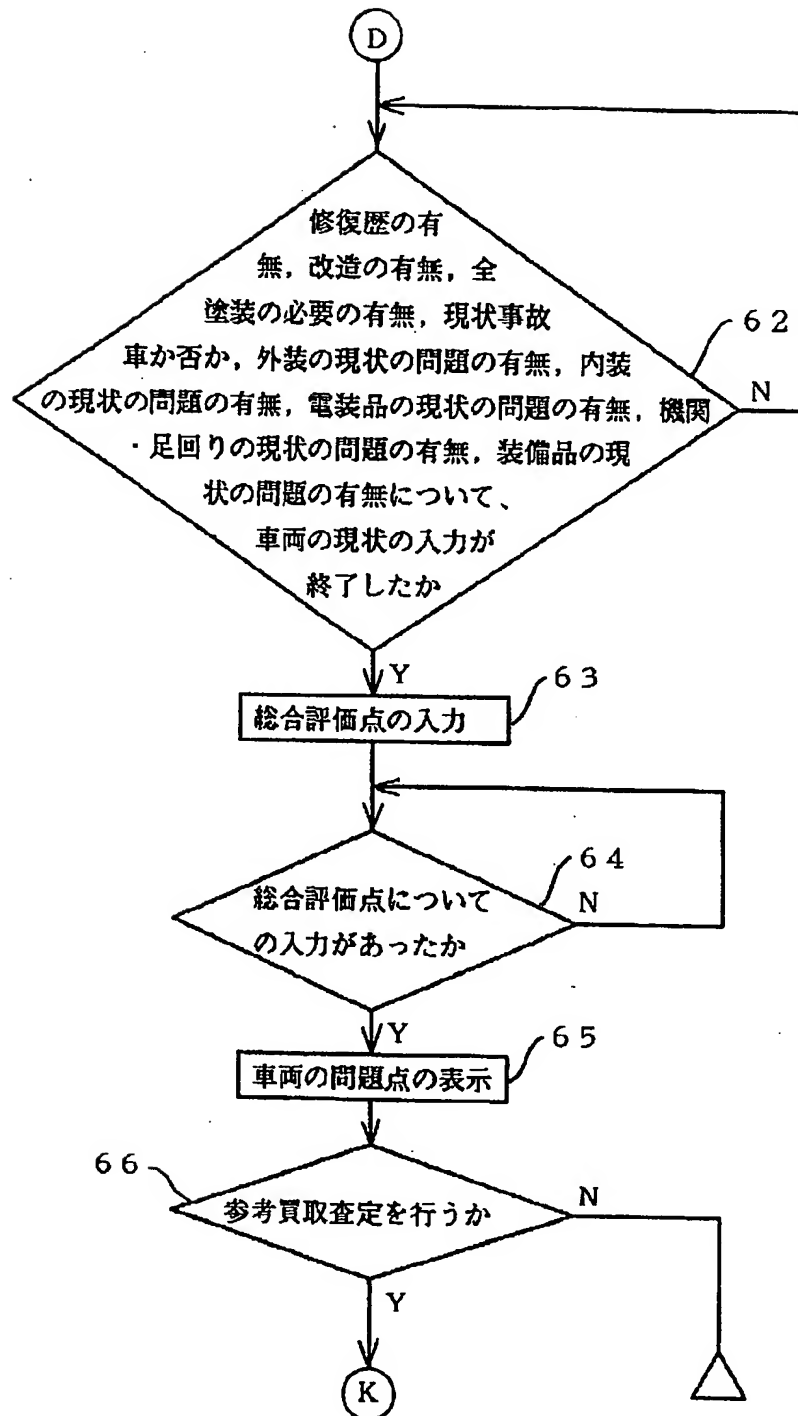 D
修復歴の有
無，改造の有無，全
塗装の必要の有無，現状事故
車か否か，外装の現状の問題の有無，内装
の現状の問題の有無，電装品の現状の問題の有無，機関
・足回りの現状の問題の有無，装備品の現
状の問題の有無について、
車両の現状の入力が
終了したか
62
N
Y
総合評価点の入力
63
総合評価点について
の入力があったか
64
N
Y
車両の問題点の表示
65
66
参考買取査定を行うか
N
Y
K